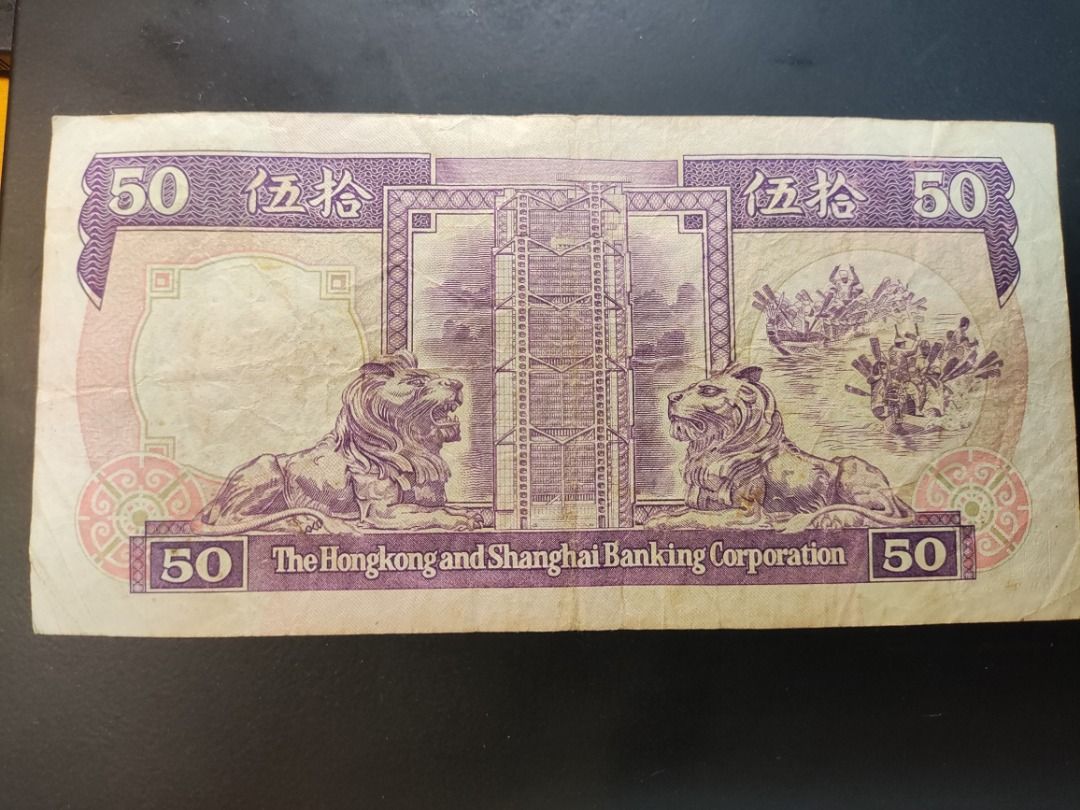 50 伍拾 伍拾 50
50 The Hongkong and Shanghai Banking Corporation 50